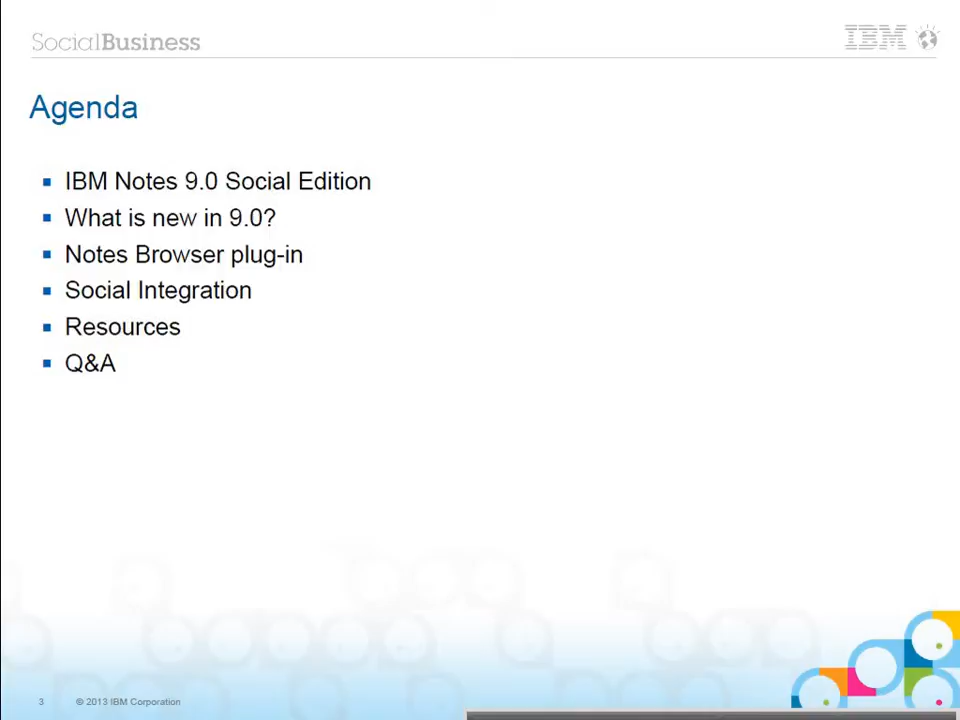 SocialBusiness
IBM
Agenda
IBM Notes 9.0 Social Edition
What is new in 9.0?
Notes Browser plug-in
Social Integration
Resources
Q&A
3
© 2013 IBM Corporation